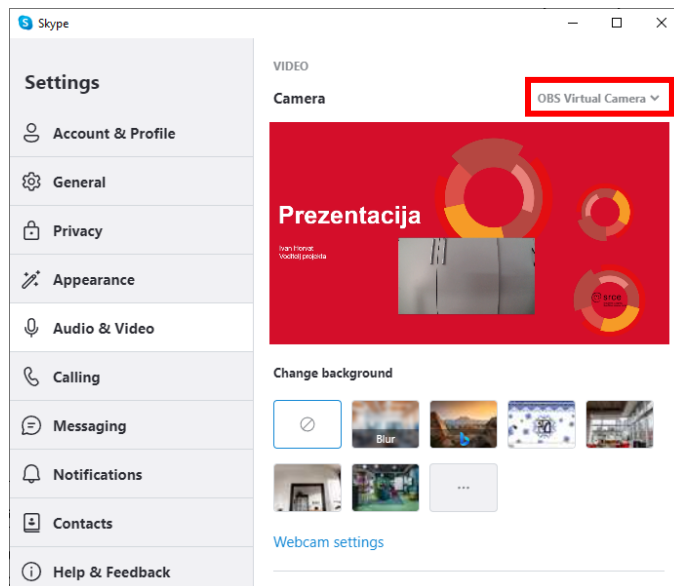 Skype
Settings
Account & Profile
General
Privacy
Appearance
Audio & Video
Calling
Messaging
Notifications
Contacts
Help & Feedback
VIDEO
Camera
OBS Virtual Camera
Prezentacija
Ivan Horvat
Voditelj projekta
srce
Change background
Blur
...
Webcam settings